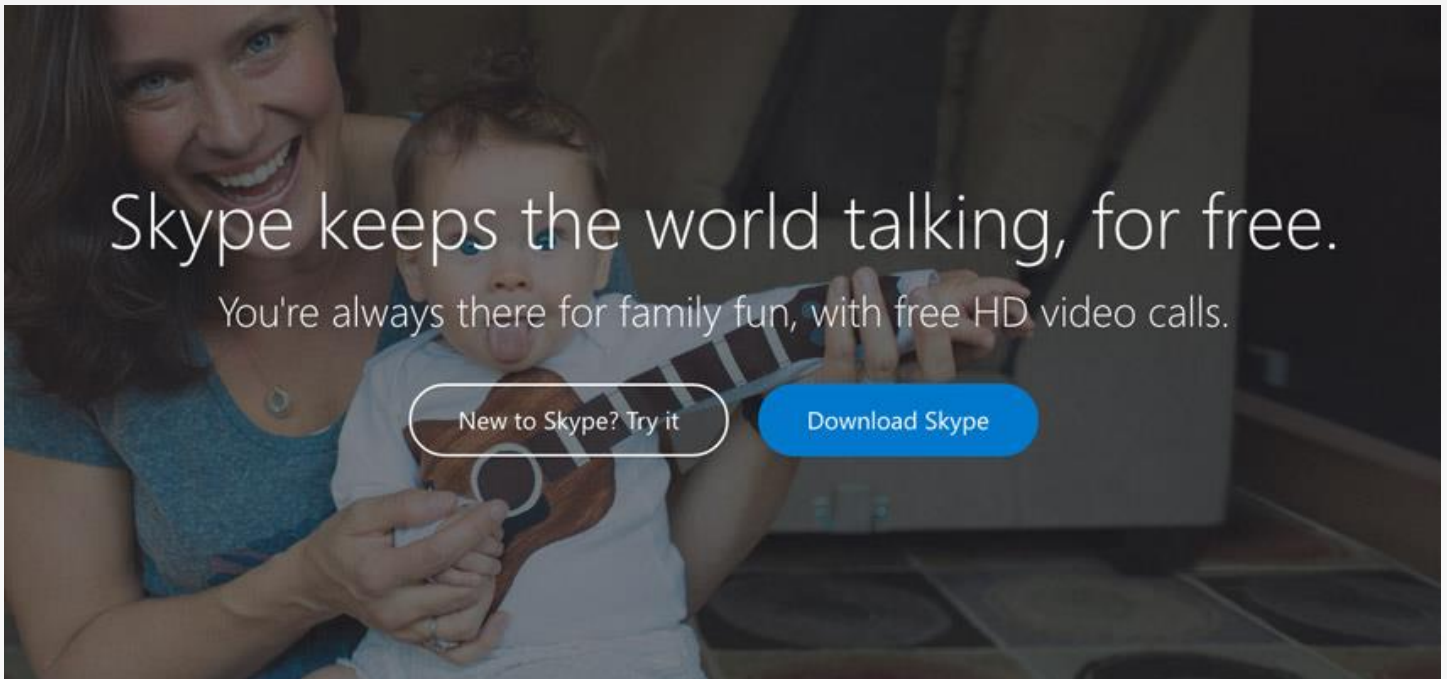 Skype keeps the world talking, for free.
You're always there for family fun, with free HD video calls.
New to Skype? Try it
Download Skype